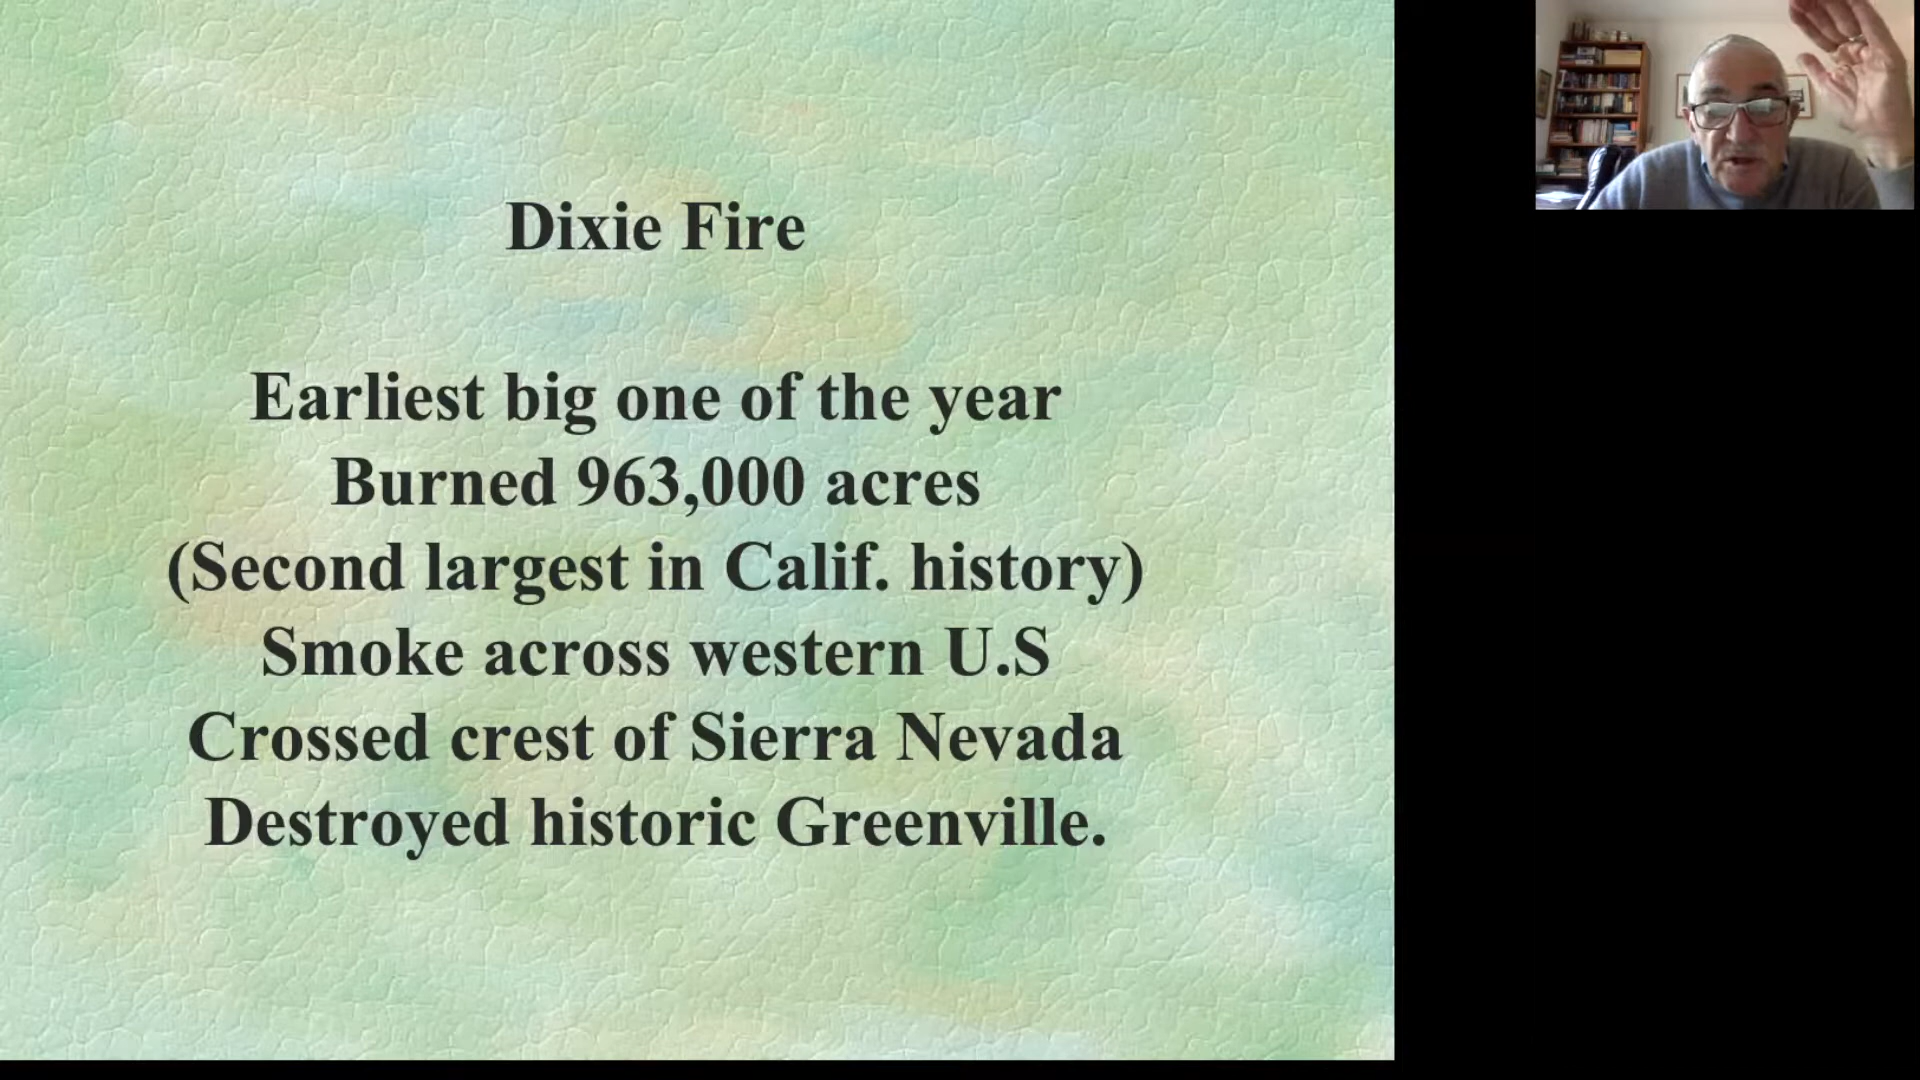 Dixie Fire
Earliest big one of the year
Burned 963,000 acres
(Second largest in Calif. history)
Smoke across western U.S
Crossed crest of Sierra Nevada
Destroyed historic Greenville.